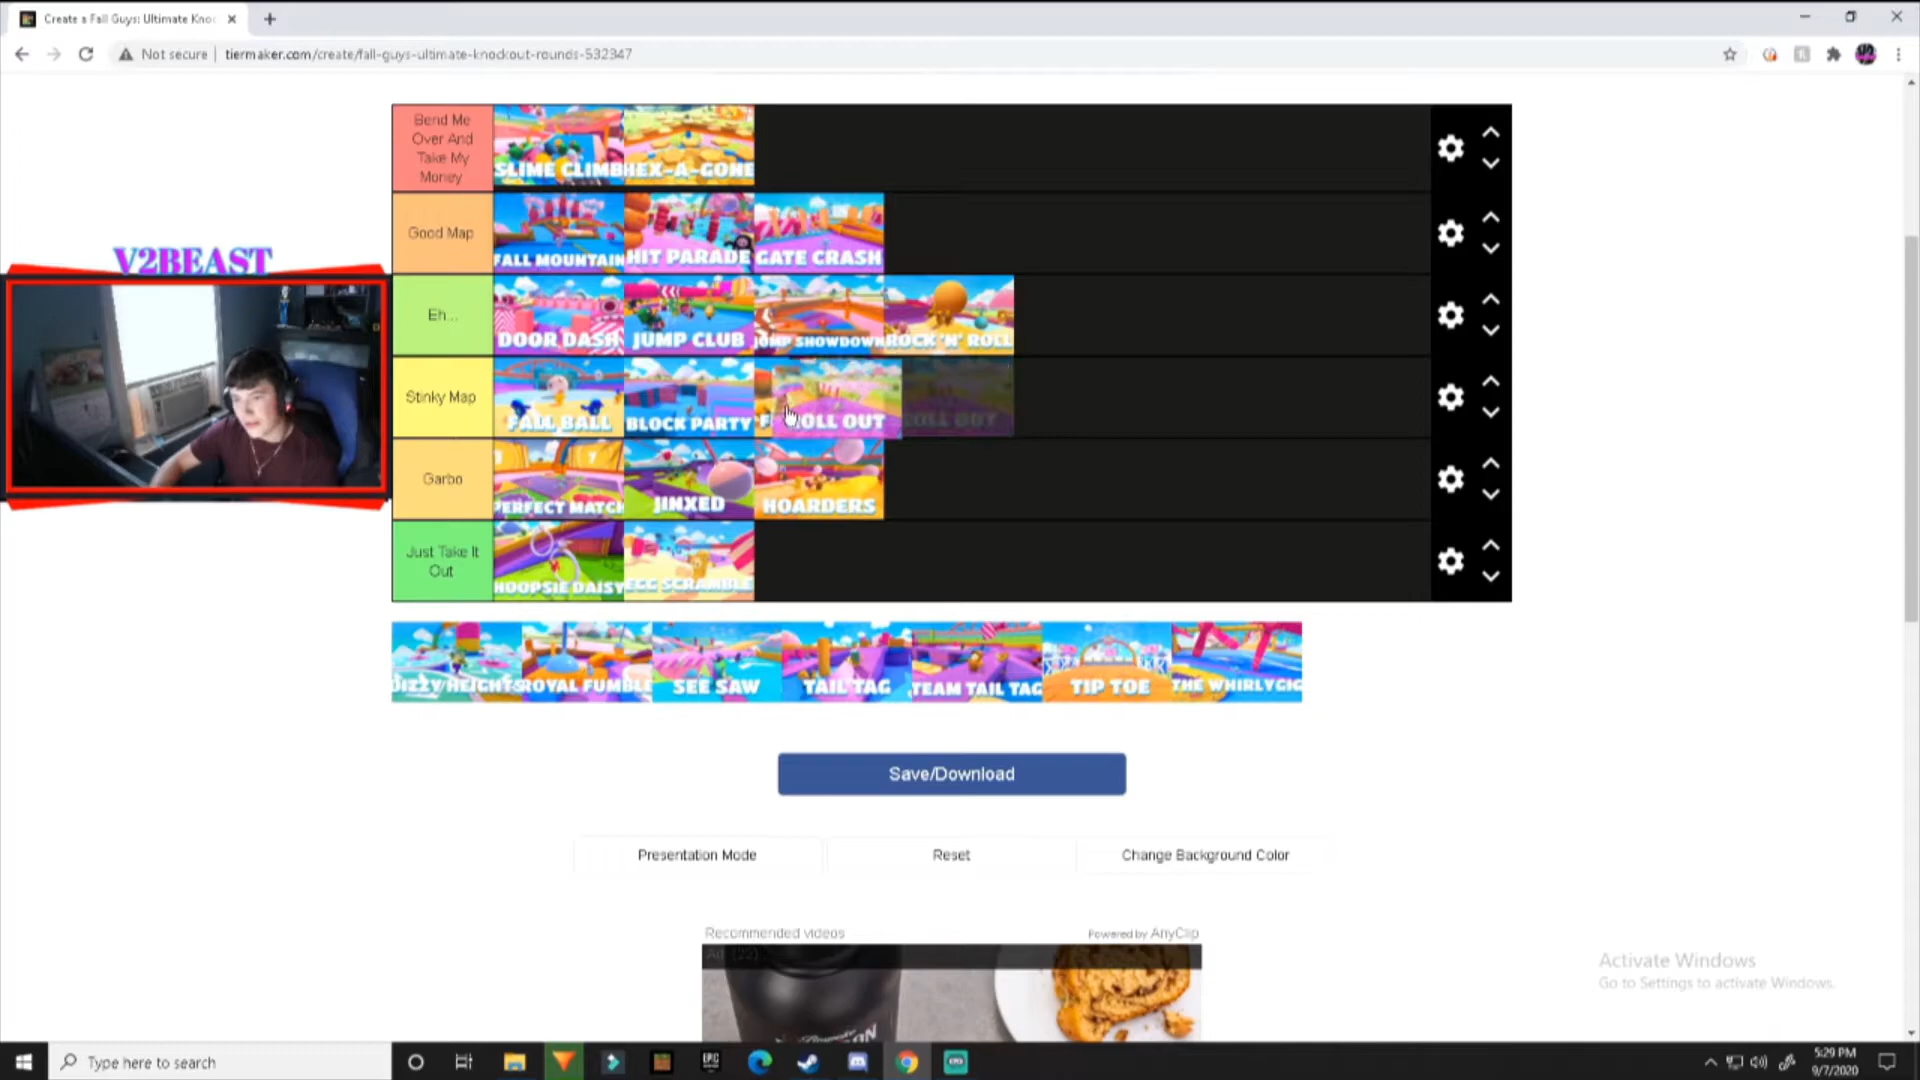 Create a Fall Guys: Ultimate Knoc
Not secure
tiermaker.com/create/fall-guys-ultimate-knockout-rounds-532347
V2BEAST
Bend Me
Over And
Take My
Money
SLIME CLIMB
HEX-A-GONE
Good Map
FALL MOUNTAIN
HIT PARADE
GATE CRASH
Eh...
DOOR DASH
JUMP CLUB
JUMP SHOWDOWN
ROCK 'N' ROLL
Stinky Map
FALL BALL
BLOCK PARTY
ROLL OUT
ROLL OUT
Garbo
PERFECT MATCH
JINXED
HOARDERS
Just Take It
Out
HOOPSIE DAISY
EGG SCRAMBLE
DIZZY HEIGHTS
ROYAL FUMBLE
SEE SAW
TAIL TAG
TEAM TAIL TAG
TIP TOE
THE WHIRLYGIG
Save/Download
Presentation Mode
Reset
Change Background Color
Recommended videos
Powered by AnyClip
Activate Windows
Go to Settings to activate Windows.
Type here to search
EPIC
5:29 PM
9/7/2020